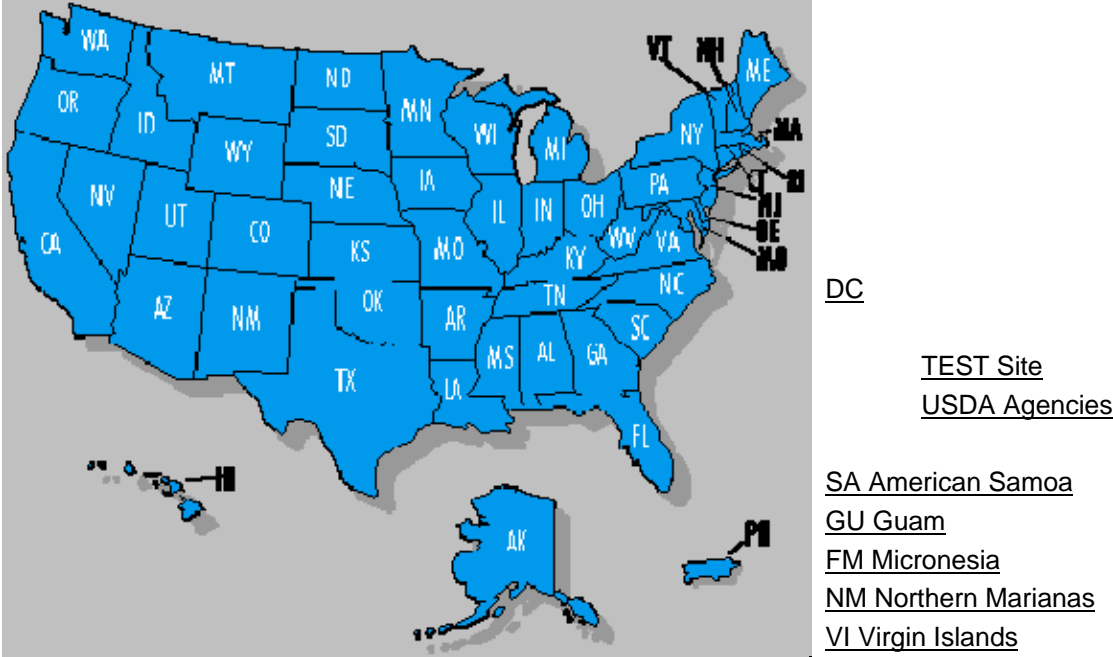 WA
MT
ND
MN
VT
NH
ME
OR
ID
WY
SD
WI
MI
NY
MA
NV
UT
CO
NE
IA
IL
IN
OH
PA
CT
RI
NJ
DE
MD
CA
KS
MO
KY
WV
VA
AZ
NM
OK
AR
TN
NC
SC
TX
LA
MS
AL
GA
FL
HI
AK
PR
DC
TEST Site
USDA Agencies
SA American Samoa
GU Guam
FM Micronesia
NM Northern Marianas
VI Virgin Islands